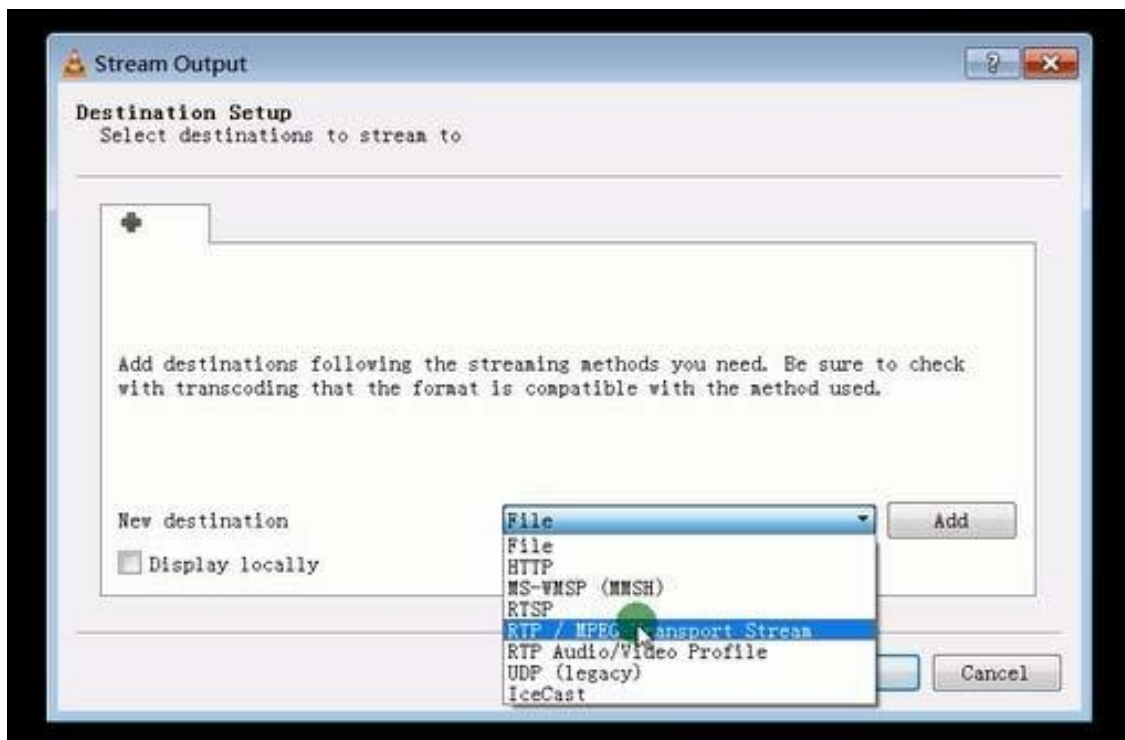 Stream Output
Destination Setup
Select destinations to stream to
Add destinations following the streaming methods you need. Be sure to check
with transcoding that the format is compatible with the method used.
New destination
File
Add
Display locally
File
HTTP
MS-WMSP (MMSH)
RTSP
RTP / MPEG Transport Stream
RTP Audio/Video Profile
UDP (legacy)
IceCast
Cancel